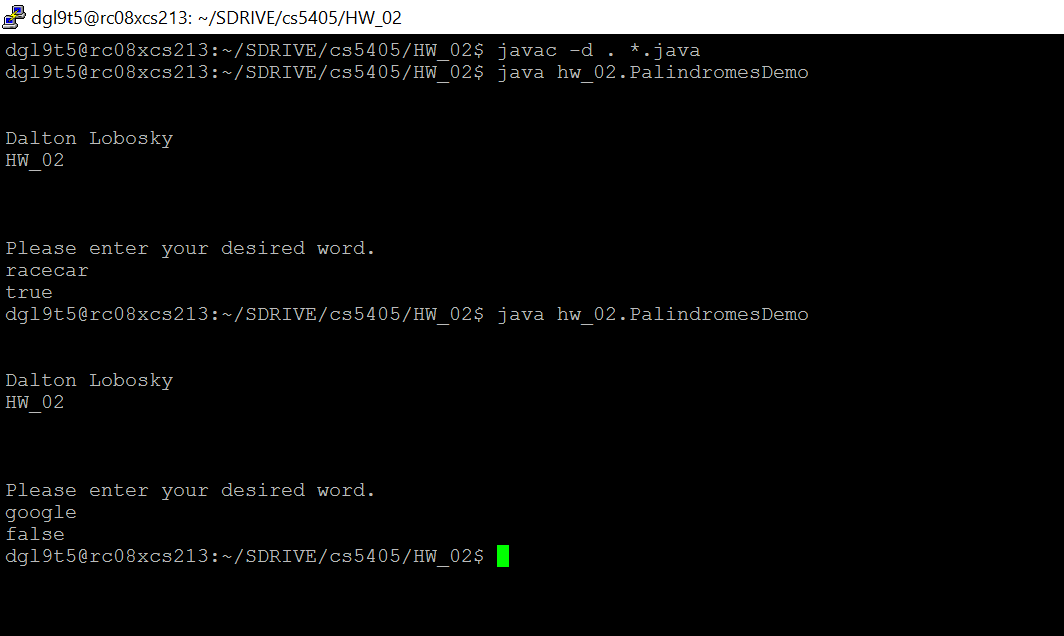 dgl9t5@rc08xcs213: ~/SDRIVE/cs5405/HW_02
dgl9t5@rc08xcs213:~/SDRIVE/cs5405/HW_02$ javac -d . *.java
dgl9t5@rc08xcs213:~/SDRIVE/cs5405/HW_02$ java hw_02.PalindromesDemo
Dalton Lobosky
HW_02
Please enter your desired word.
racecar
true
dgl9t5@rc08xcs213:~/SDRIVE/cs5405/HW_02$ java hw_02.PalindromesDemo
Dalton Lobosky
HW_02
Please enter your desired word.
google
false
dgl9t5@rc08xcs213:~/SDRIVE/cs5405/HW_02$